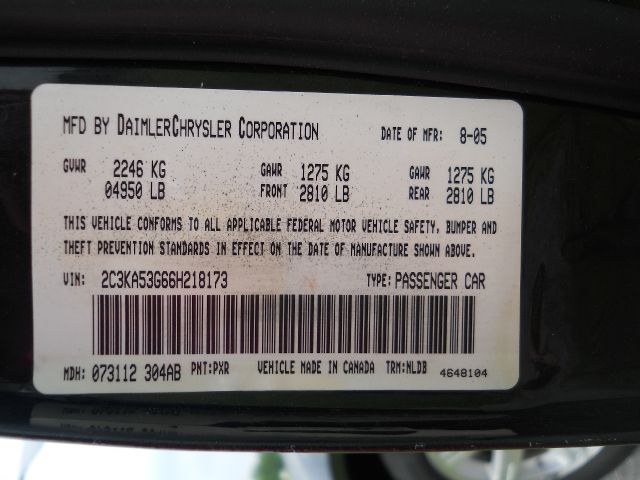 MFD BY DAIMLERCHRYSLER CORPORATION DATE OF MFR: 8-05
GVWR 2246 KG GAWR 1275 KG GAWR 1275 KG
04950 LB FRONT 2810 LB REAR 2810 LB
THIS VEHICLE CONFORMS TO ALL APPLICABLE FEDERAL MOTOR VEHICLE SAFETY, BUMPER AND
THEFT PREVENTION STANDARDS IN EFFECT ON THE DATE OF MANUFACTURE SHOWN ABOVE.
VIN: 2C3KA53G66H218173 TYPE: PASSENGER CAR
MDH: 073112 304AB PNT:PXR VEHICLE MADE IN CANADA TRM:NLDB 4648104